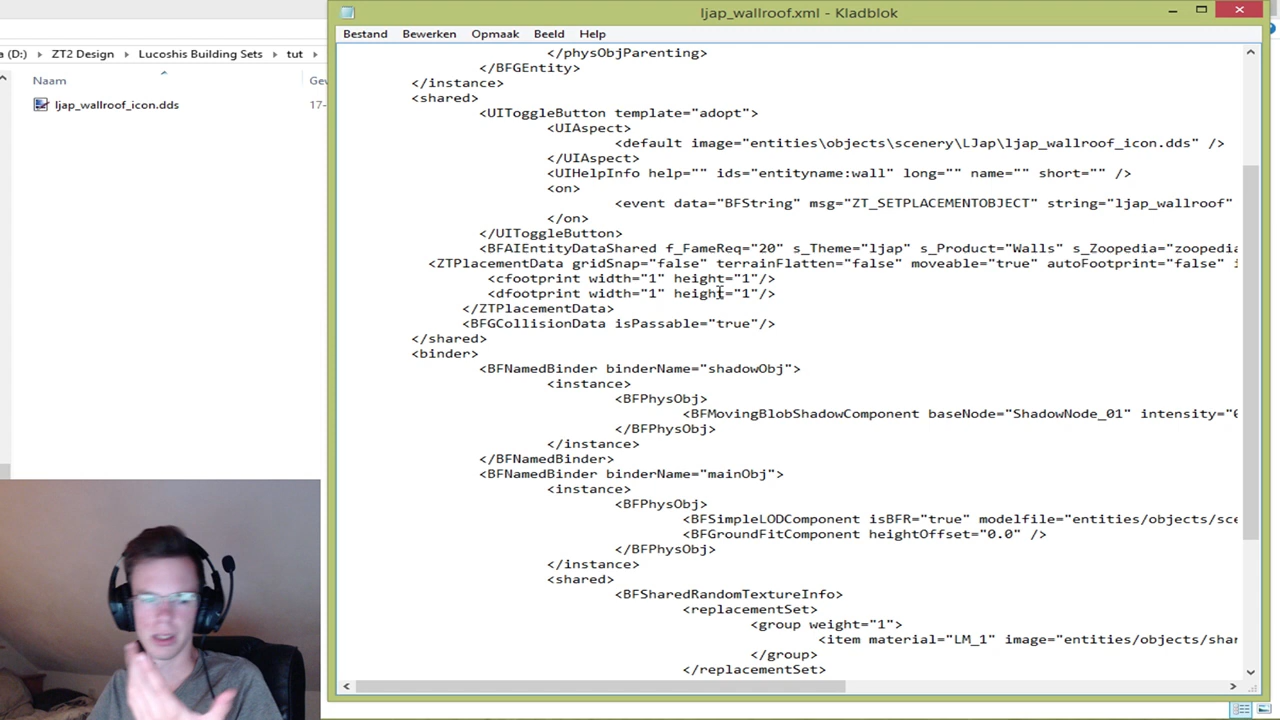 ljap_wallroof.xml - Kladblok
a (D:) ▸ ZT2 Design ▸ Lucoshis Building Sets ▸ tut ▸
Bestand Bewerken Opmaak Beeld Help
Naam
ljap_wallroof_icon.dds 17-
</physObjParenting>
</BFGEntity>
</instance>
<shared>
<UIToggleButton template="adopt">
<UIAspect>
<default image="entities\objects\scenery\LJap\ljap_wallroof_icon.dds" />
</UIAspect>
<UIHelpInfo help="" ids="entityname:wall" long="" name="" short="" />
<on>
<event data="BFString" msg="ZT_SETPLACEMENTOBJECT" string="ljap_wallroof"
</on>
</UIToggleButton>
<BFAIEntityDataShared f_FameReq="20" s_Theme="ljap" s_Product="Walls" s_Zoopedia="zoopedia
<ZTPlacementData gridSnap="false" terrainFlatten="false" moveable="true" autoFootprint="false"
<cfootprint width="1" height="1"/>
<dfootprint width="1" height="1"/>
</ZTPlacementData>
<BFGCollisionData isPassable="true"/>
</shared>
<binder>
<BFNamedBinder binderName="shadowObj">
<instance>
<BFPhysObj>
<BFMovingBlobShadowComponent baseNode="ShadowNode_01" intensity="0
</BFPhysObj>
</instance>
</BFNamedBinder>
<BFNamedBinder binderName="mainObj">
<instance>
<BFPhysObj>
<BFSimpleLODComponent isBFR="true" modelfile="entities/objects/sce
<BFGroundFitComponent heightOffset="0.0" />
</BFPhysObj>
</instance>
<shared>
<BFSharedRandomTextureInfo>
<replacementSet>
<group weight="1">
<item material="LM_1" image="entities/objects/shar
</group>
</replacementSet>